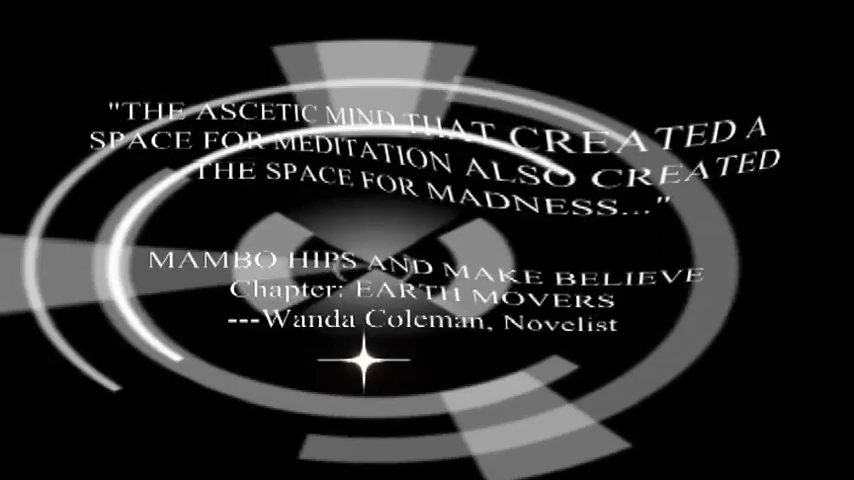 "THE ASCETIC MIND THAT CREATED A
SPACE FOR MEDITATION ALSO CREATED
THE SPACE FOR MADNESS..."
MAMBO HIPS AND MAKE BELIEVE
Chapter: EARTH MOVERS
---Wanda Coleman, Novelist